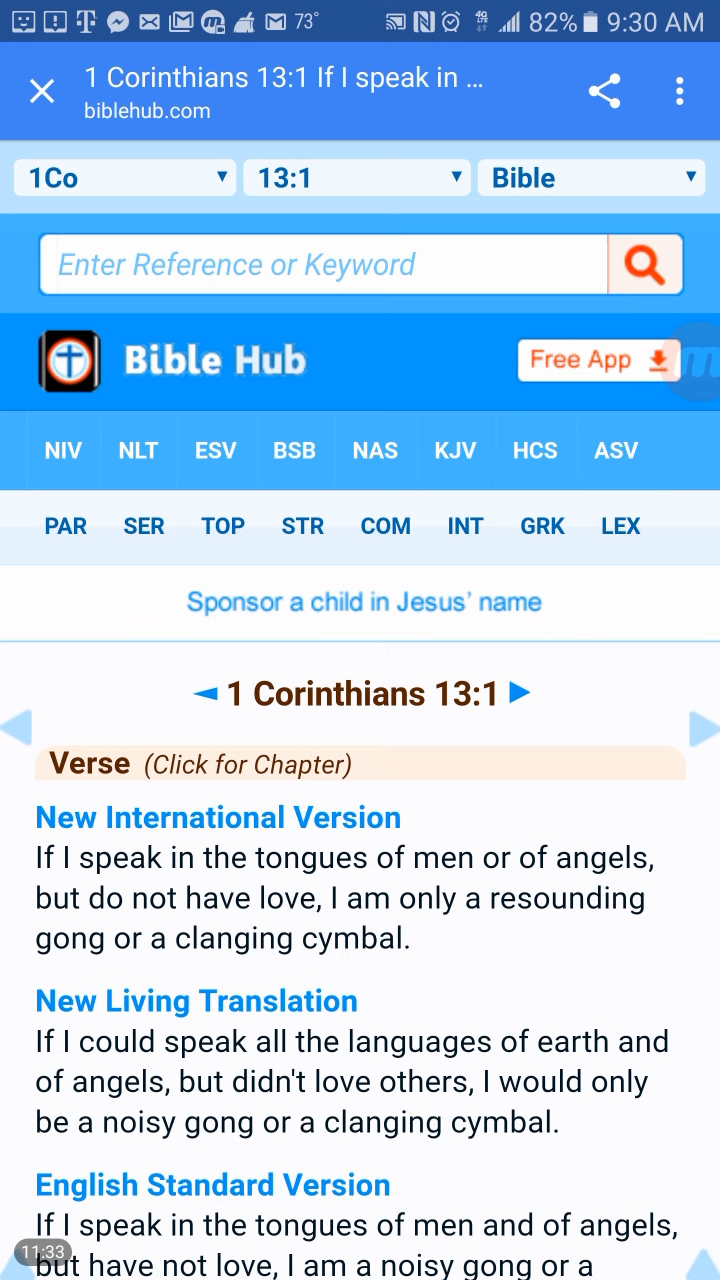 73° 4G LTE 82% 9:30 AM
1 Corinthians 13:1 If I speak in ...
biblehub.com
1Co 13:1 Bible
Enter Reference or Keyword
Bible Hub Free App m
NIV NLT ESV BSB NAS KJV HCS ASV
PAR SER TOP STR COM INT GRK LEX
Sponsor a child in Jesus' name
1 Corinthians 13:1
Verse (Click for Chapter)
New International Version
If I speak in the tongues of men or of angels,
but do not have love, I am only a resounding
gong or a clanging cymbal.
New Living Translation
If I could speak all the languages of earth and
of angels, but didn't love others, I would only
be a noisy gong or a clanging cymbal.
English Standard Version
If I speak in the tongues of men and of angels,
11:33
but have not love, I am a noisy gong or a